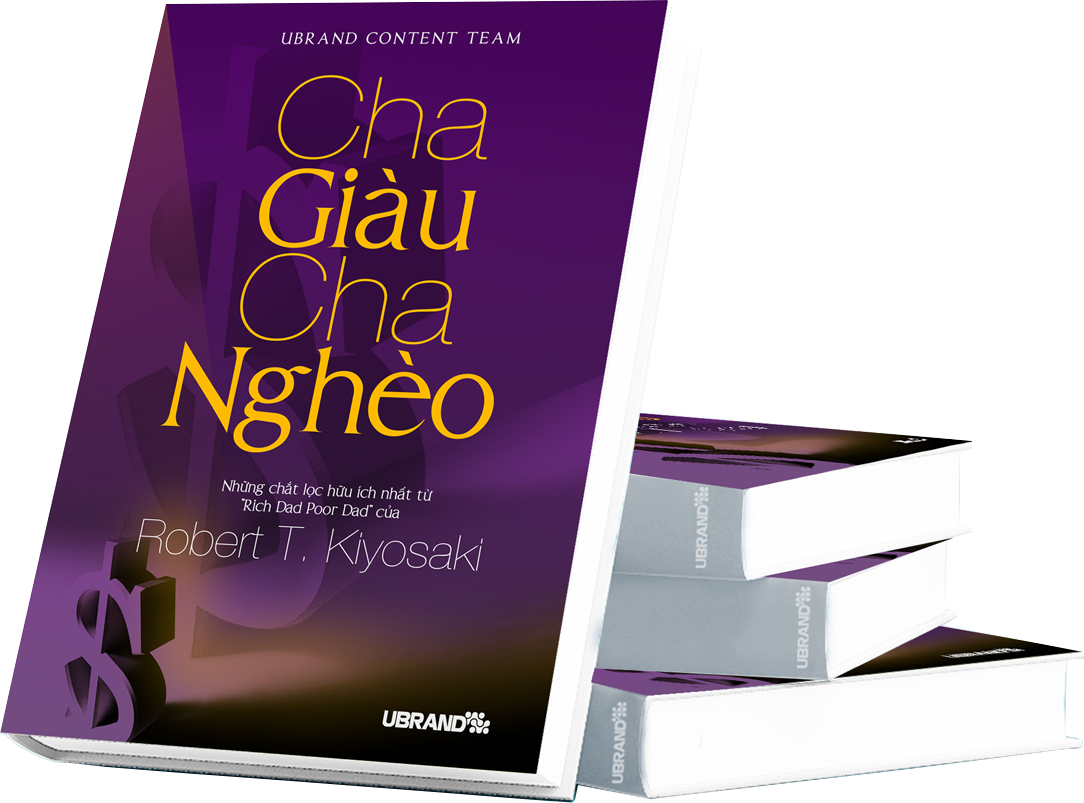 UBRAND CONTENT TEAM
Cha
Giàu
Cha
Nghèo
Những chắt lọc hữu ích nhất từ
"Rich Dad Poor Dad" của
Robert T. Kiyosaki
UBRAND
UBRAND
UBRAND
UBRAND